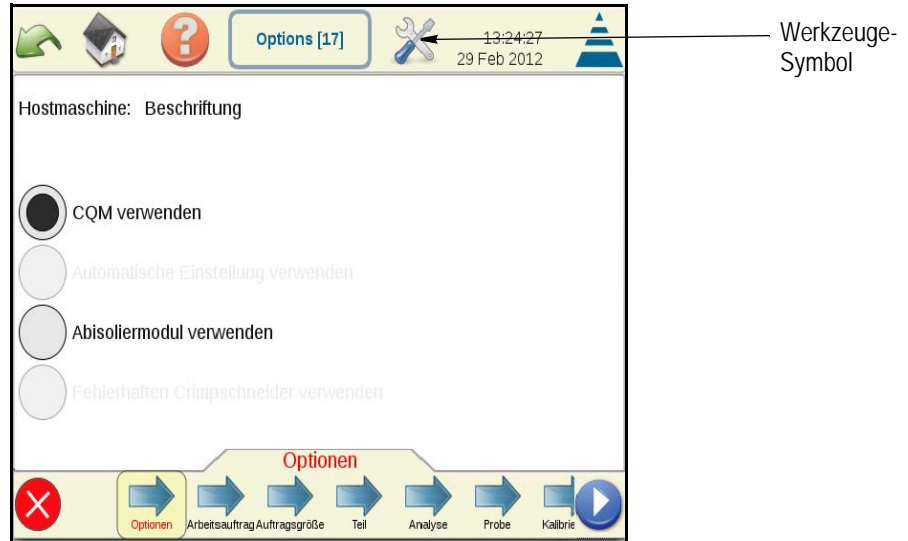 Options [17]
13:24:27
29 Feb 2012
Werkzeuge-
Symbol
Hostmaschine: Beschriftung
CQM verwenden
Automatische Einstellung verwenden
Abisoliermodul verwenden
Fehlerhalten Crimpschneider verwenden
Optionen
Optionen Arbeitsauftrag Auftragsgröße Teil Analyse Probe Kalibrie